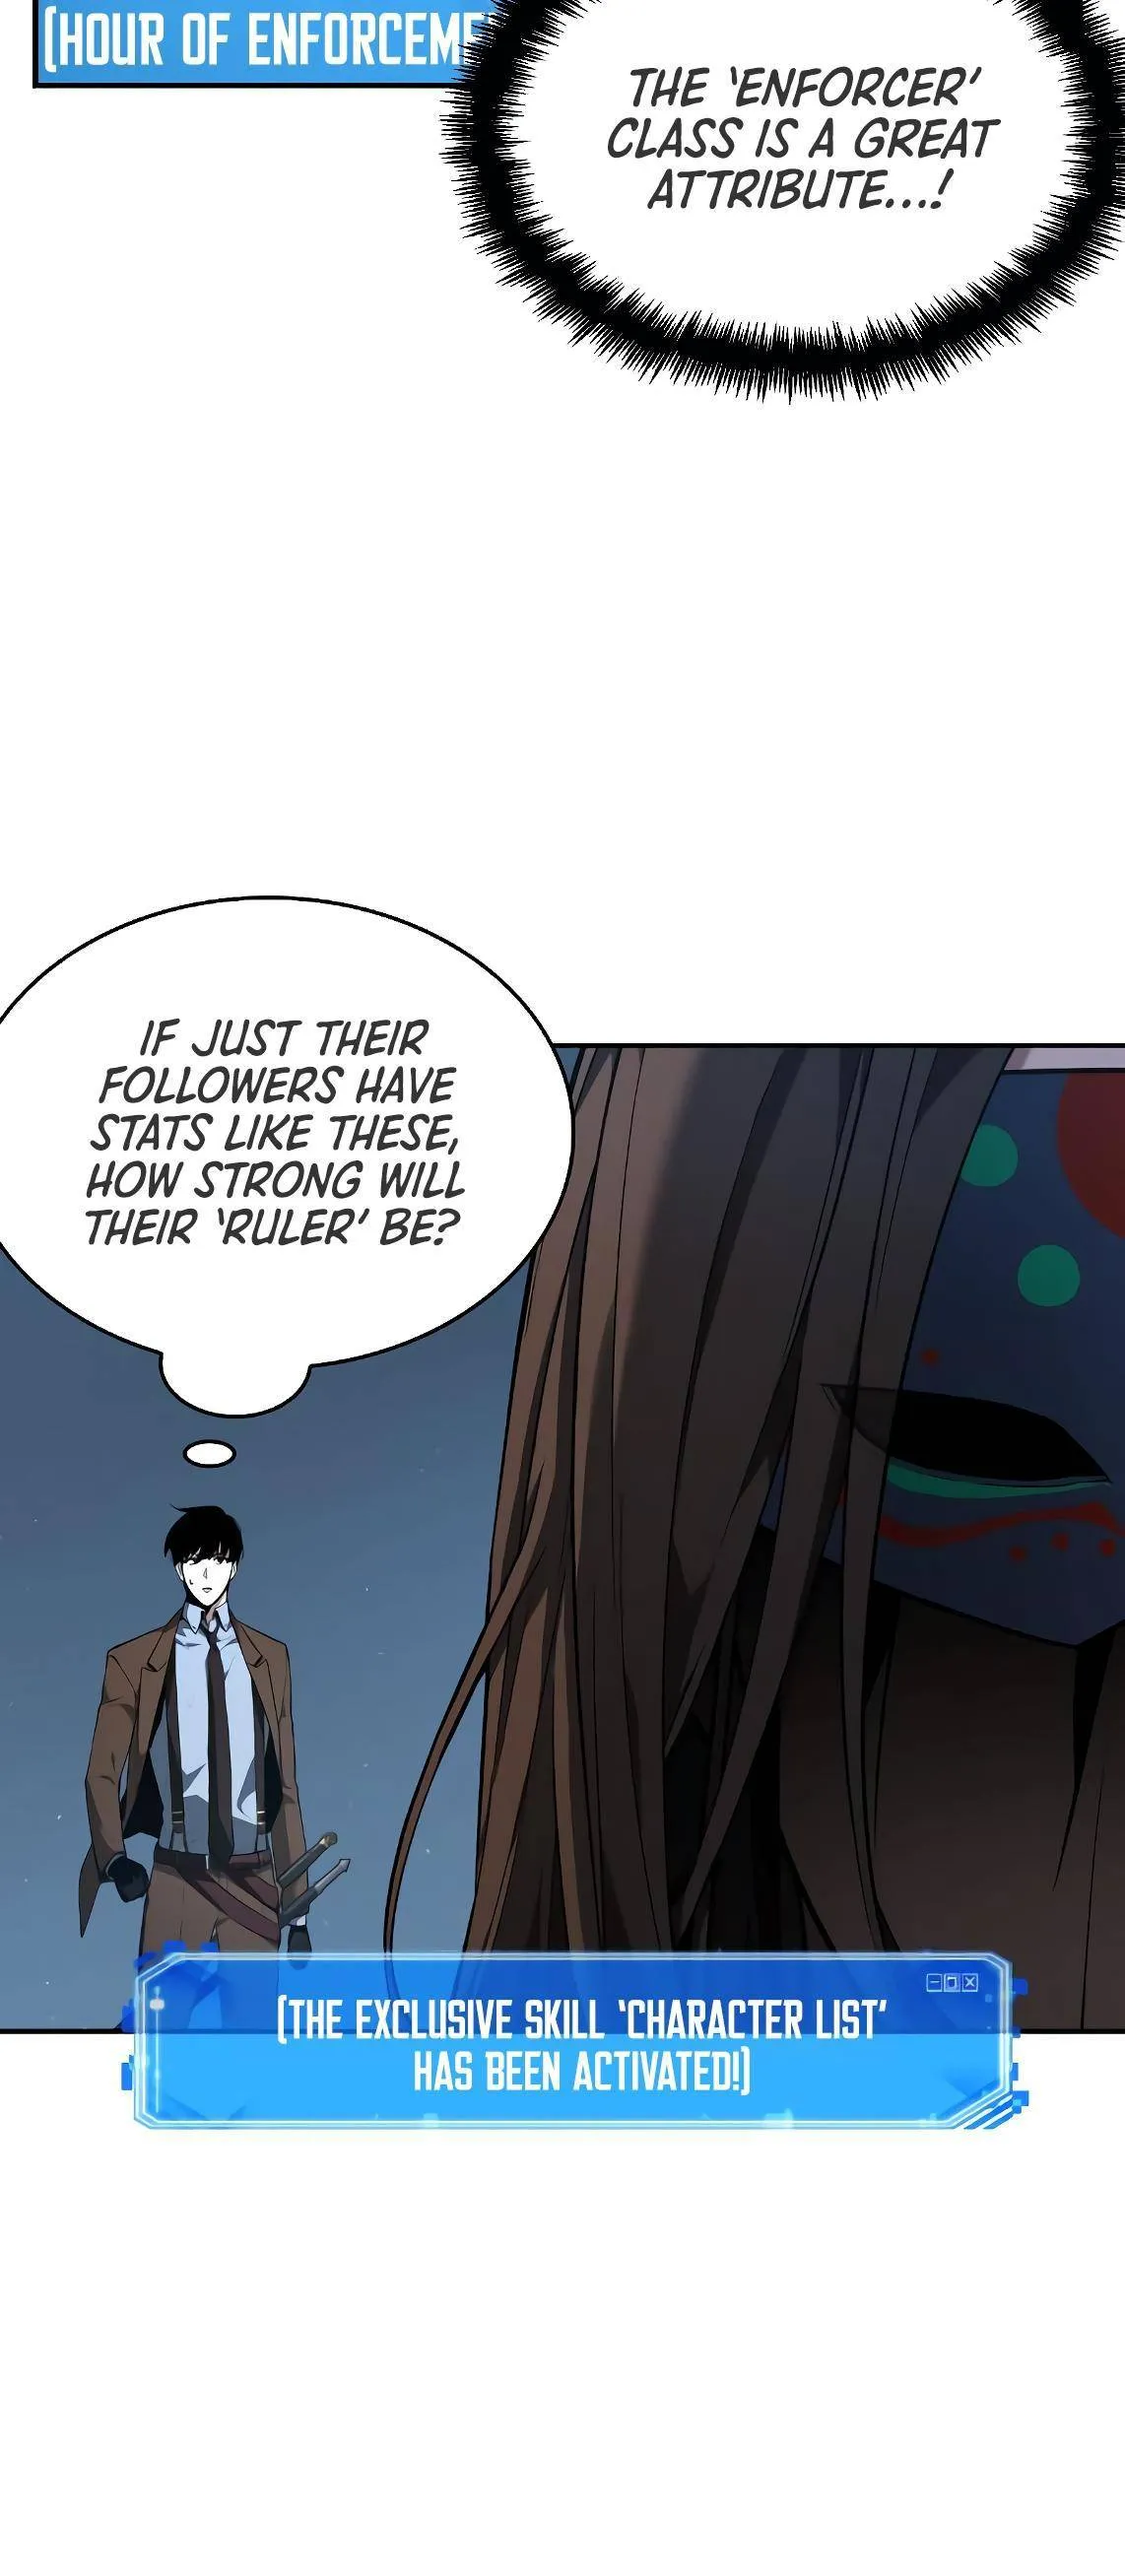 (HOUR OF
THE ‘ENFORCER’
CLASS IS A GREAT
ATTRIBUTE...!
IF JUST THEIR
FOLLOWERS HAVE
STATS LIKE THESE,
HOW STRONG WILL
THEIR ‘RULER’ BE?
(THE EXCLUSIVE SKILL ‘CHARACTER LIST’
HAS BEEN ACTIVATED!)